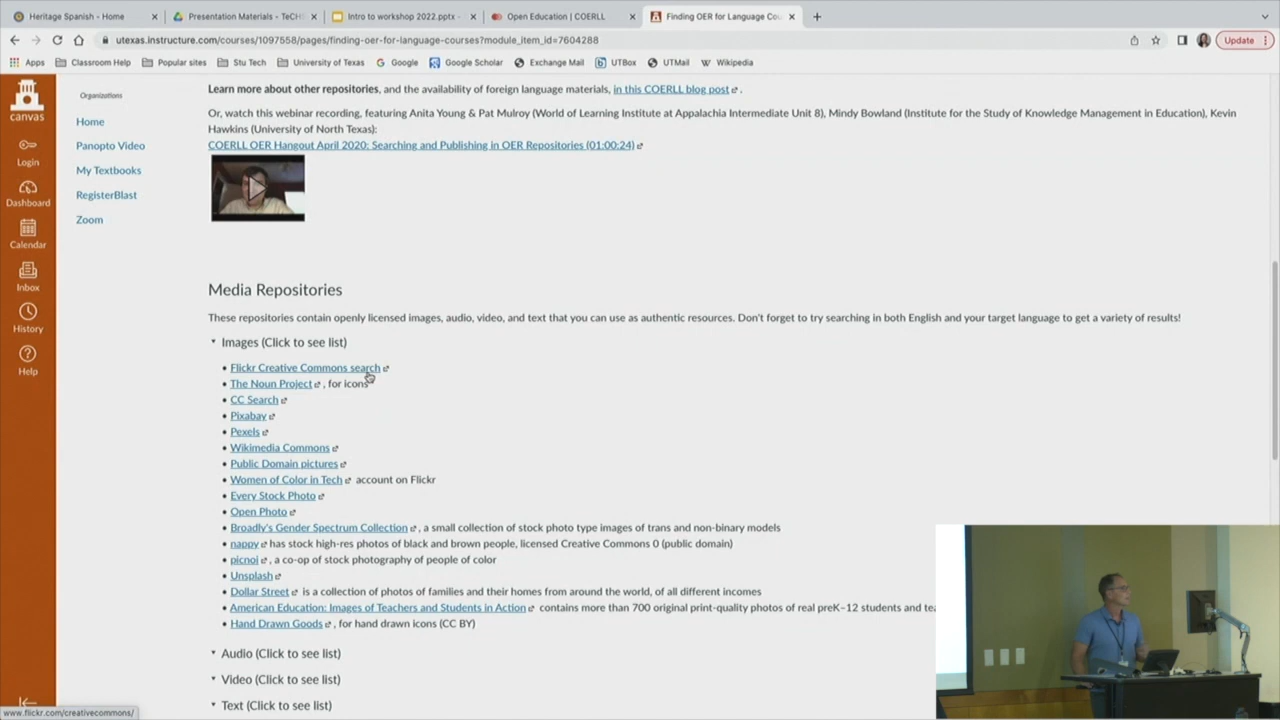 Heritage Spanish - Home
Presentation Materials - TeCH
Intro to workshop 2022.pptx -
Open Education | COERLL
Finding OER for Language Cou
utexas.instructure.com/courses/1097558/pages/finding-oer-for-language-courses?module_item_id=7604288
Update
Apps
Classroom Help
Popular sites
Stu Tech
University of Texas
Google
Google Scholar
Exchange Mail
UTBox
UTMail
Wikipedia
canvas
Login
Dashboard
Calendar
Inbox
History
Help
Organizations
Home
Panopto Video
My Textbooks
RegisterBlast
Zoom
Learn more about other repositories, and the availability of foreign language materials, in this COERLL blog post.
Or, watch this webinar recording, featuring Anita Young & Pat Mulroy (World of Learning Institute at Appalachia Intermediate Unit 8), Mindy Bowland (Institute for the Study of Knowledge Management in Education), Kevin
Hawkins (University of North Texas):
COERLL OER Hangout April 2020: Searching and Publishing in OER Repositories (01:00:24)
Media Repositories
These repositories contain openly licensed images, audio, video, and text that you can use as authentic resources. Don't forget to try searching in both English and your target language to get a variety of results!
Images (Click to see list)
• Flickr Creative Commons search
• The Noun Project, for icons
• CC Search
• Pixabay
• Pexels
• Wikimedia Commons
• Public Domain pictures
• Women of Color in Tech account on Flickr
• Every Stock Photo
• Open Photo
• Broadly's Gender Spectrum Collection, a small collection of stock photo type images of trans and non-binary models
• nappy has stock high-res photos of black and brown people, licensed Creative Commons 0 (public domain)
• picnoi, a co-op of stock photography of people of color
• Unsplash
• Dollar Street is a collection of photos of families and their homes from around the world, of all different incomes
• American Education: Images of Teachers and Students in Action contains more than 700 original print-quality photos of real preK–12 students and tea
• Hand Drawn Goods, for hand drawn icons (CC BY)
Audio (Click to see list)
Video (Click to see list)
Text (Click to see list)
www.flickr.com/creativecommons/